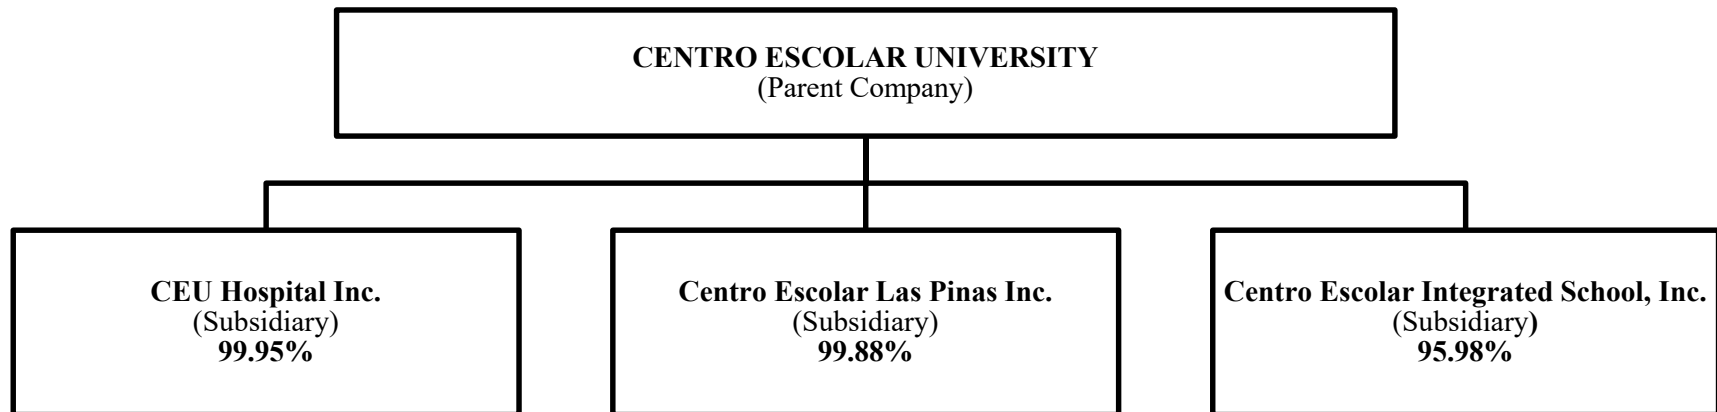 CENTRO ESCOLAR UNIVERSITY
(Parent Company)
CEU Hospital Inc.
(Subsidiary)
99.95%
Centro Escolar Las Pinas Inc.
(Subsidiary)
99.88%
Centro Escolar Integrated School, Inc.
(Subsidiary)
95.98%